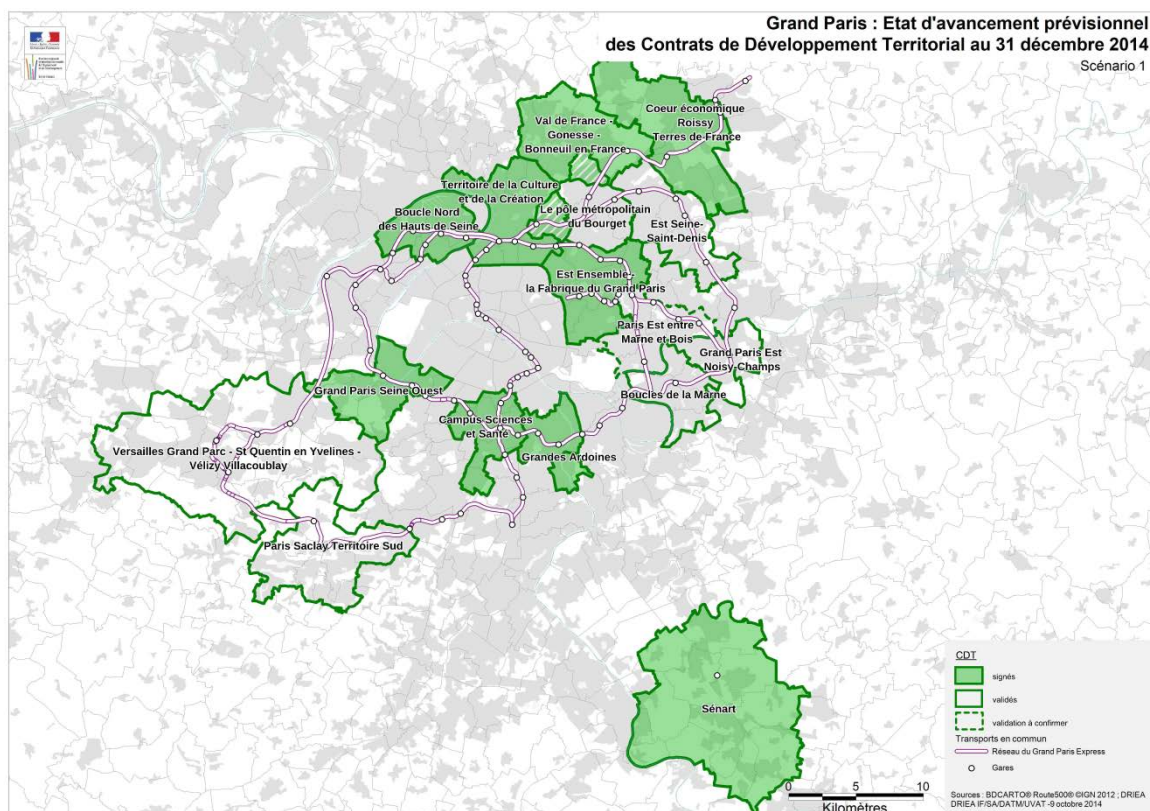 Grand Paris : Etat d'avancement prévisionnel
des Contrats de Développement Territorial au 31 décembre 2014
Scénario 1
Coeur économique
Roissy
Terres de France
Val de France -
Gonesse -
Bonneuil en France
Territoire de la Culture
et de la Création
Boucle Nord
des Hauts de Seine
Le pôle métropolitain
du Bourget
Est Seine-
Saint-Denis
Est Ensemble -
la Fabrique du Grand Paris
Paris Est entre
Marne et Bois
Grand Paris Est
Noisy-Champs
Boucles de la Marne
Grand Paris Seine Ouest
Campus Sciences
et Santé
Grandes Ardoines
Versailles Grand Parc - St Quentin en Yvelines -
Vélizy Villacoublay
Paris Saclay Territoire Sud
Sénart
CDT
signés
validés
validation à confirmer
Transports en commun
Réseau du Grand Paris Express
Gares
0 5 10
Kilomètres
Sources : BDCARTO® Route500® ©IGN 2012 ; DRIEA
DRIEA IF/SA/DATM/UVAT -9 octobre 2014